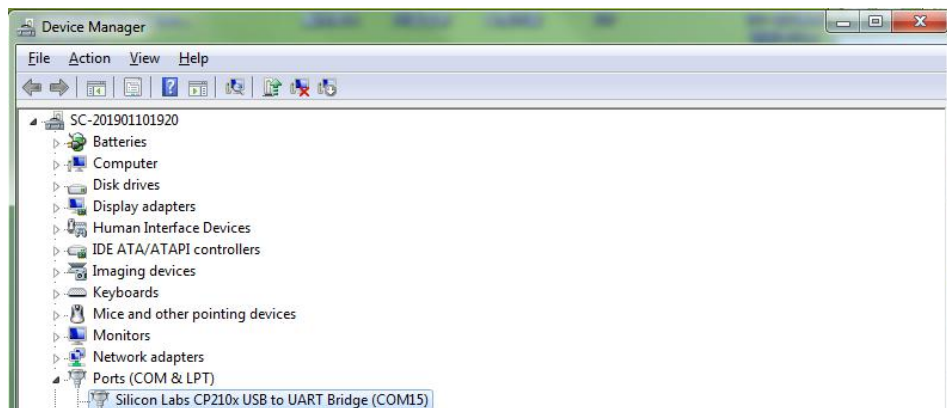 Device Manager
File Action View Help
SC-201901101920
Batteries
Computer
Disk drives
Display adapters
Human Interface Devices
IDE ATA/ATAPI controllers
Imaging devices
Keyboards
Mice and other pointing devices
Monitors
Network adapters
Ports (COM & LPT)
Silicon Labs CP210x USB to UART Bridge (COM15)